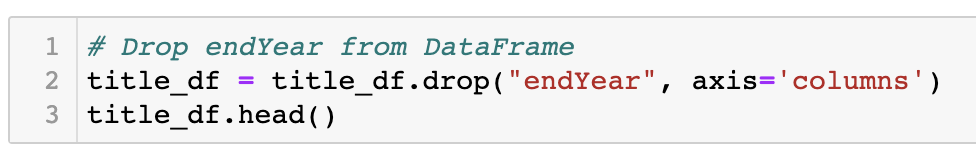 1 # Drop endYear from DataFrame
2 title_df = title_df.drop("endYear", axis='columns')
3 title_df.head()